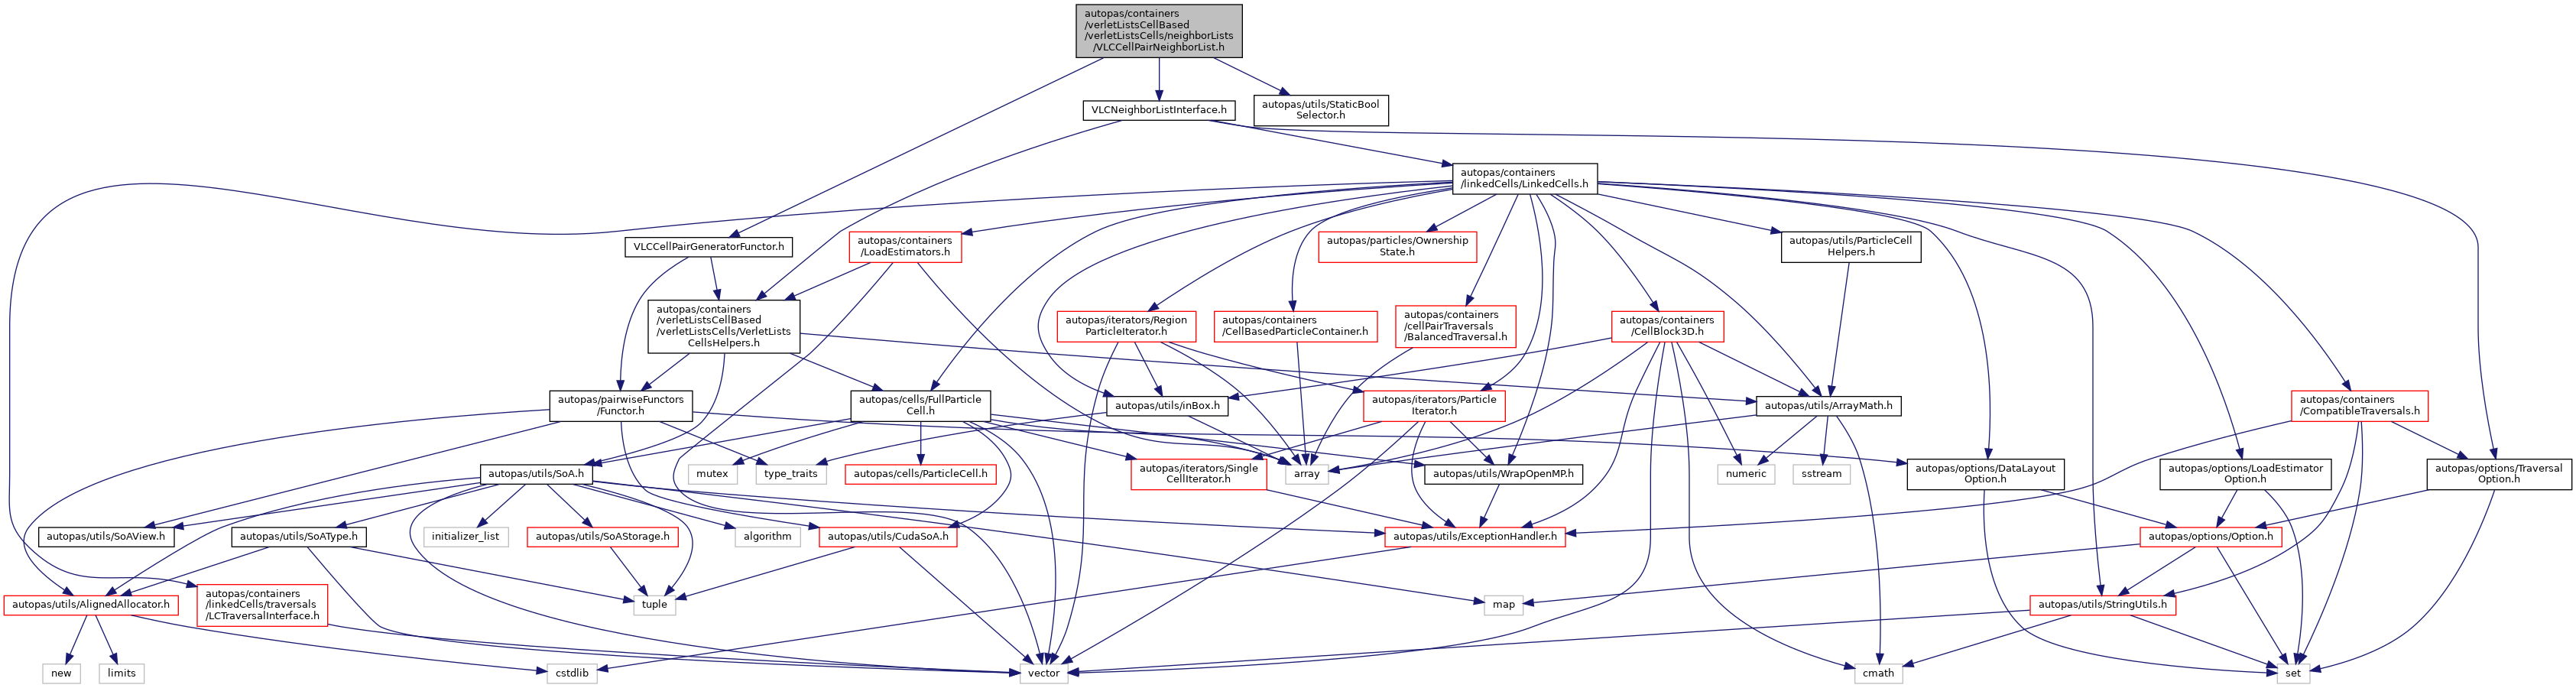 autopas/containers
/verletListsCellBased
/verletListsCells/neighborLists
/VLCCellPairNeighborList.h
VLCNeighborListInterface.h
autopas/utils/StaticBool
Selector.h
autopas/containers
/linkedCells/LinkedCells.h
VLCCellPairGeneratorFunctor.h
autopas/containers
/LoadEstimators.h
autopas/particles/Ownership
State.h
autopas/utils/ParticleCell
Helpers.h
autopas/containers
/verletListsCellBased
/verletListsCells/VerletLists
CellsHelpers.h
autopas/iterators/Region
ParticleIterator.h
autopas/containers
/CellBasedParticleContainer.h
autopas/containers
/cellPairTraversals
/BalancedTraversal.h
autopas/containers
/CellBlock3D.h
autopas/pairwiseFunctors
/Functor.h
autopas/cells/FullParticle
Cell.h
autopas/utils/inBox.h
autopas/iterators/Particle
Iterator.h
autopas/utils/ArrayMath.h
autopas/containers
/CompatibleTraversals.h
autopas/utils/SoA.h
mutex
type_traits
autopas/cells/ParticleCell.h
autopas/iterators/Single
CellIterator.h
array
autopas/utils/WrapOpenMP.h
numeric
sstream
autopas/options/DataLayout
Option.h
autopas/options/LoadEstimator
Option.h
autopas/options/Traversal
Option.h
autopas/utils/SoAView.h
autopas/utils/SoAType.h
initializer_list
autopas/utils/SoAStorage.h
algorithm
autopas/utils/CudaSoA.h
autopas/utils/ExceptionHandler.h
autopas/options/Option.h
autopas/utils/AlignedAllocator.h
autopas/containers
/linkedCells/traversals
/LCTraversalInterface.h
tuple
map
autopas/utils/StringUtils.h
new
limits
cstdlib
vector
cmath
set